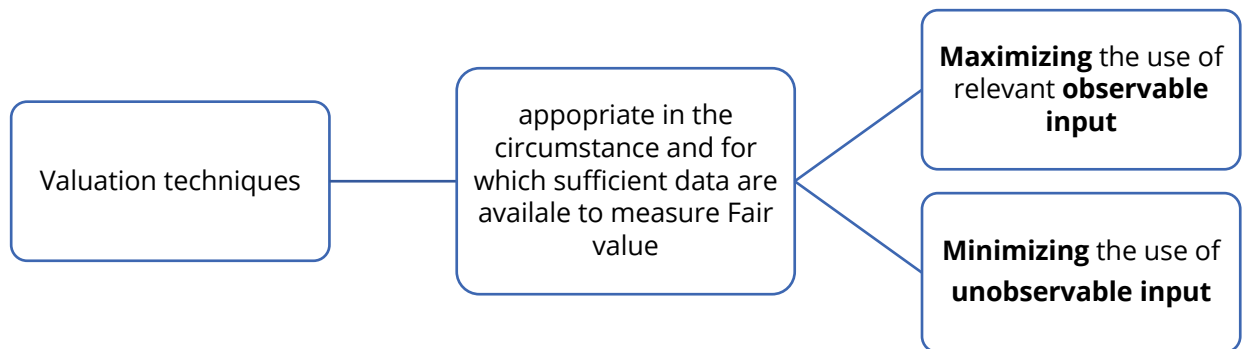 Valuation techniques
appopriate in the
circumstance and for
which sufficient data are
availale to measure Fair
value
Maximizing the use of
relevant observable
input
Minimizing the use of
unobservable input